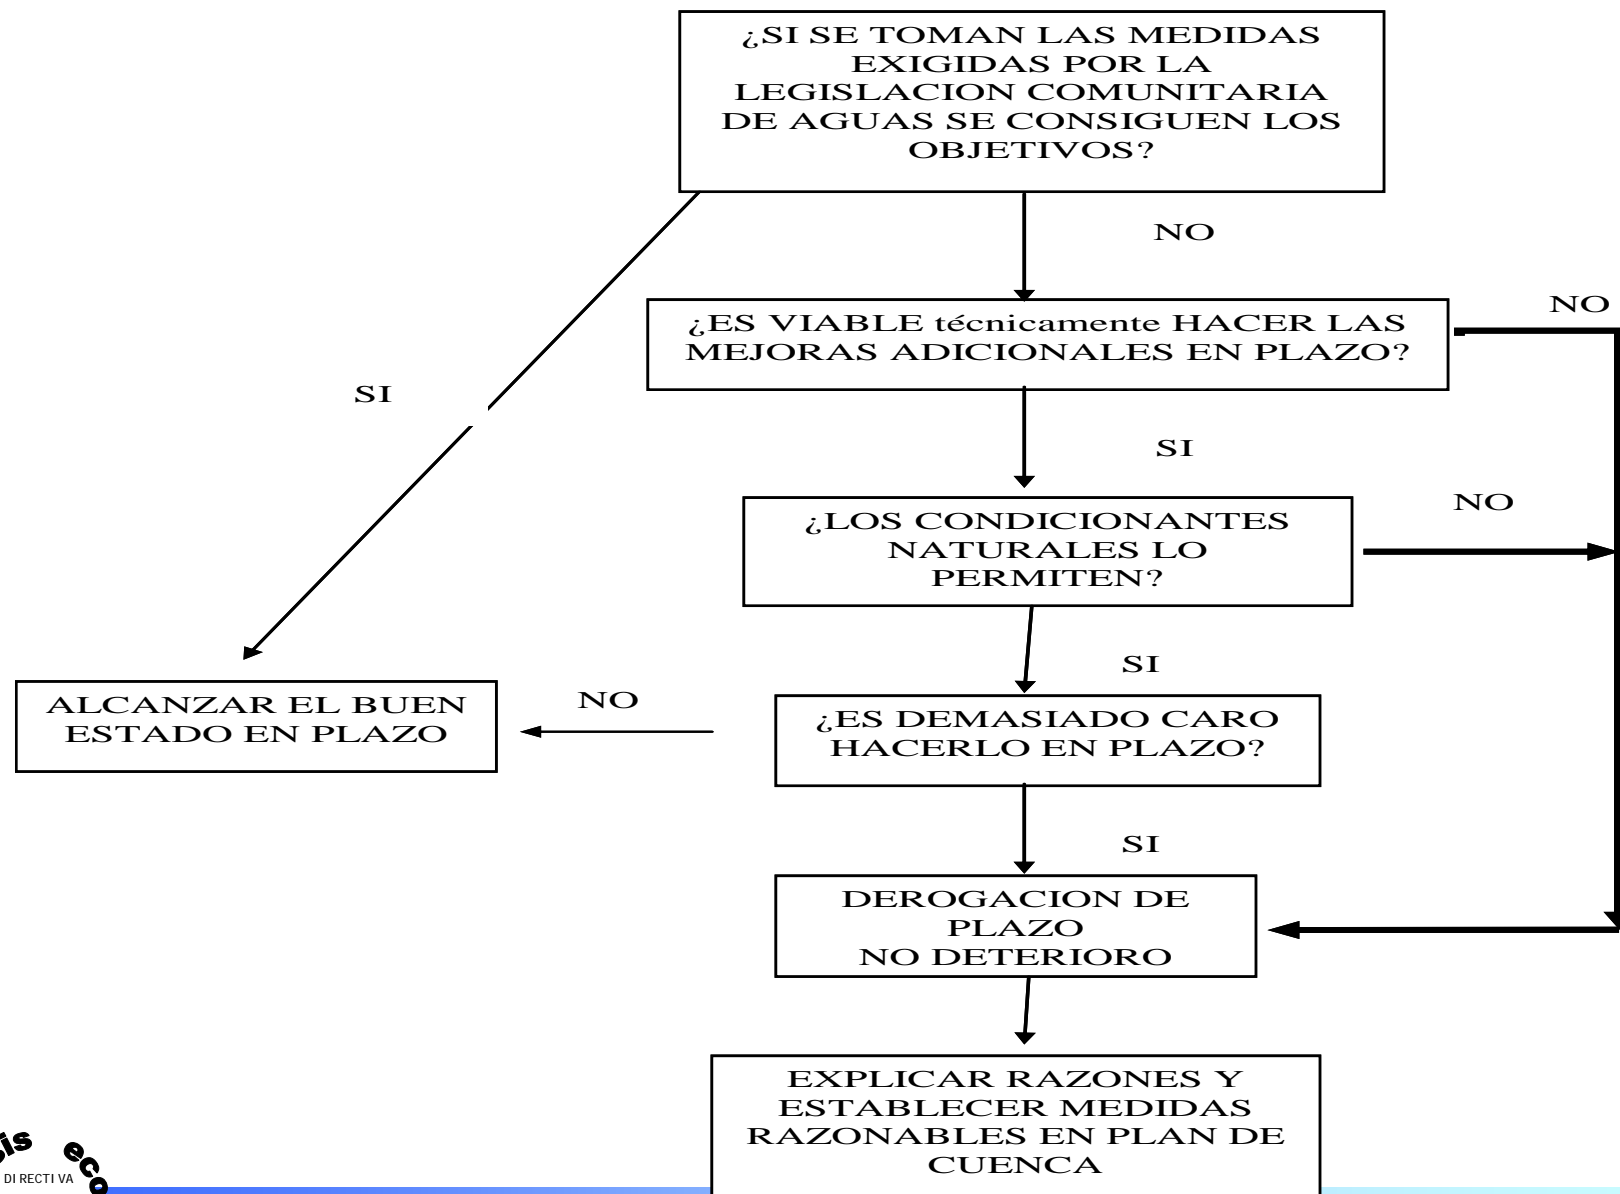 ¿SI SE TOMAN LAS MEDIDAS
EXIGIDAS POR LA
LEGISLACION COMUNITARIA
DE AGUAS SE CONSIGUEN LOS
OBJETIVOS?
NO
¿ES VIABLE técnicamente HACER LAS
MEJORAS ADICIONALES EN PLAZO?
NO
SI
SI
¿LOS CONDICIONANTES
NATURALES LO
PERMITEN?
NO
SI
ALCANZAR EL BUEN
ESTADO EN PLAZO
NO
¿ES DEMASIADO CARO
HACERLO EN PLAZO?
SI
DEROGACION DE
PLAZO
NO DETERIORO
EXPLICAR RAZONES Y
ESTABLECER MEDIDAS
RAZONABLES EN PLAN DE
CUENCA
sis eco
DIRECTIVA